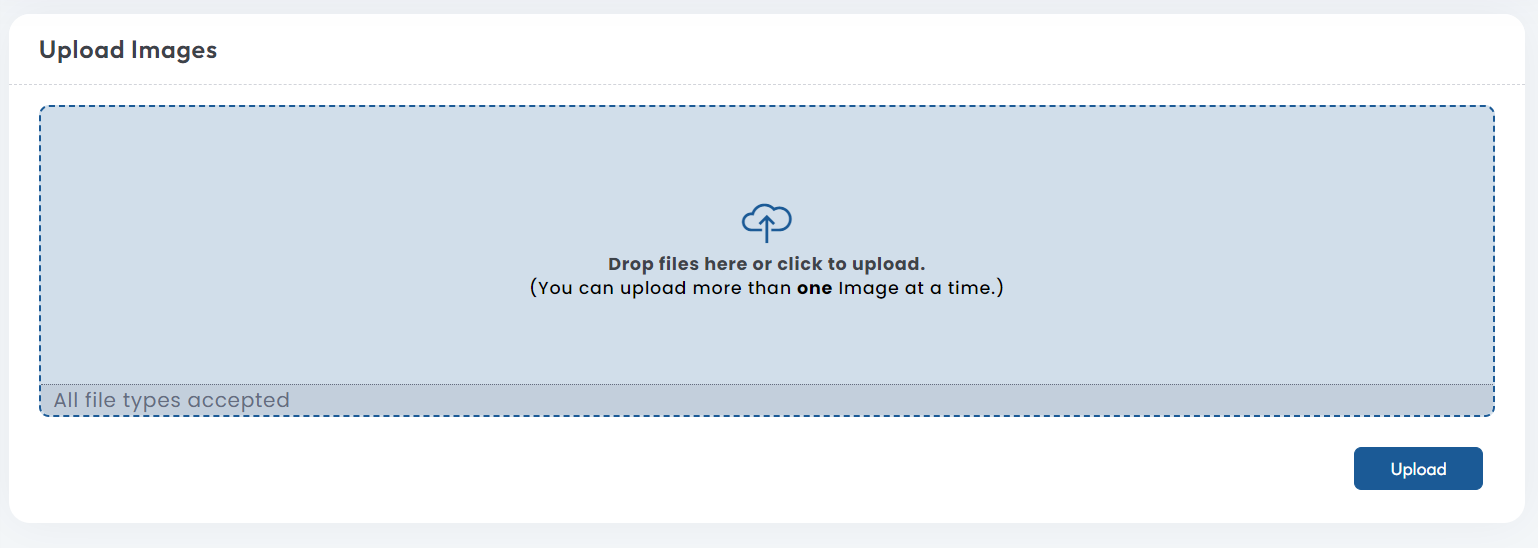 Upload Images
Drop files here or click to upload.
(You can upload more than one Image at a time.)
All file types accepted
Upload